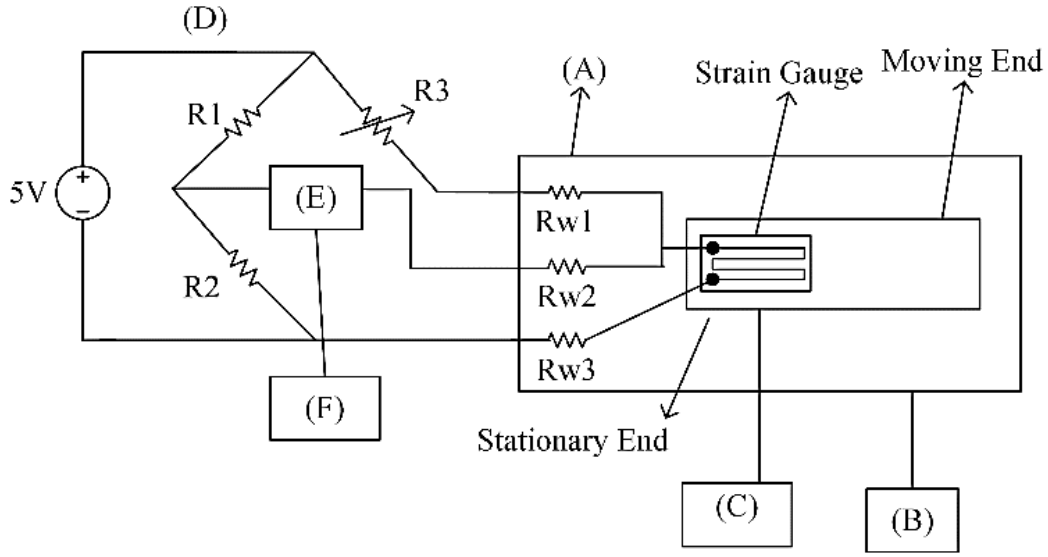 (D)
Moving End
(A)
Strain Gauge
R3
R1
5V
+
−
(E)
Rw1
Rw2
R2
Rw3
(F)
Stationary End
(C)
(B)